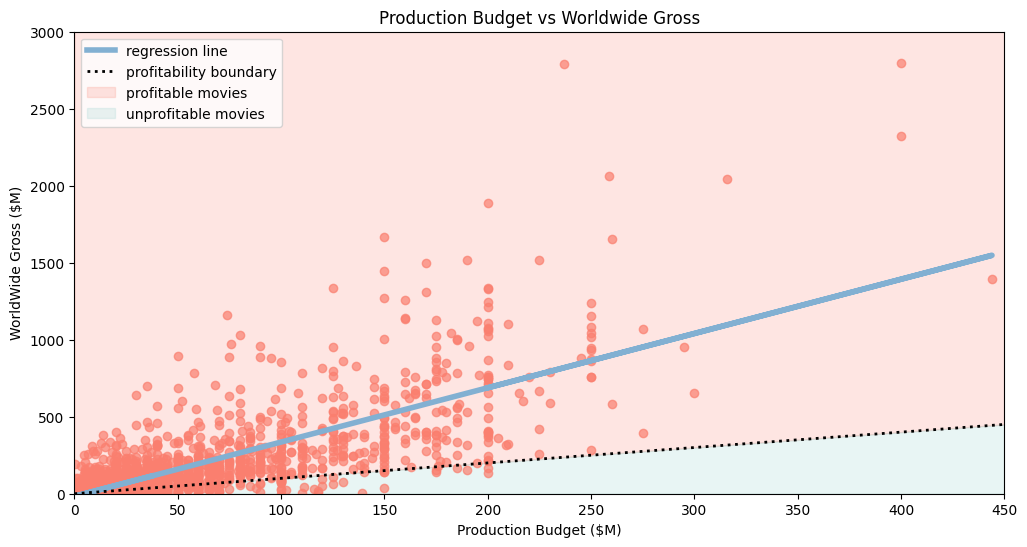 Production Budget vs Worldwide Gross
regression line
profitability boundary
profitable movies
unprofitable movies
WorldWide Gross ($M)
3000
2500
2000
1500
1000
500
0
0 50 100 150 200 250 300 350 400 450
Production Budget ($M)